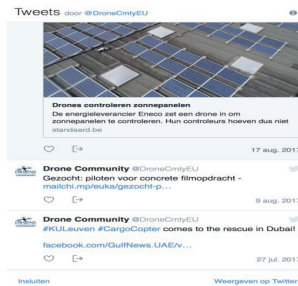 Tweets door @DroneCmtyEU
Drones controleren zonnepanelen
De energieleverancier Eneco zet een drone in om
zonnepanelen te controleren. Hun controleurs hoeven dus niet
standaard.be
17 aug. 2017
Drone Community @DroneCmtyEU
Gezocht: piloten voor concrete filmopdracht -
mailchi.mp/euka/gezocht-p...
9 aug. 2017
Drone Community @DroneCmtyEU
#KULeuven #CargoCopter comes to the rescue in Dubai!
facebook.com/GulfNews.UAE/v...
27 jul. 2017
Insluiten
Weergeven op Twitter